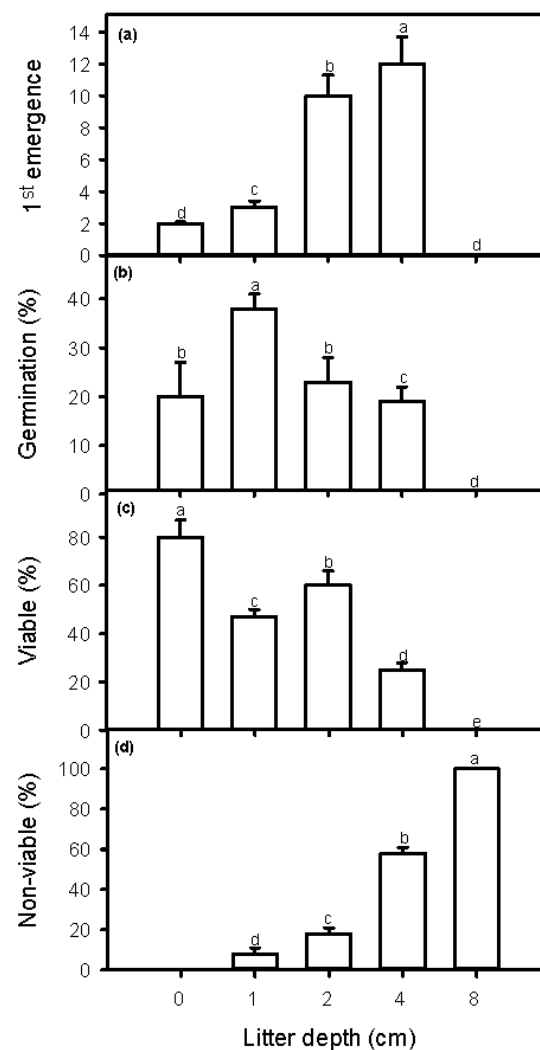 (a)
1st emergence
14
12
10
8
6
4
2
0
d
c
b
a
d
(b)
Germination (%)
40
30
20
10
0
b
a
b
c
d
(c)
Viable (%)
80
60
40
20
0
a
c
b
d
e
(d)
Non-viable (%)
100
80
60
40
20
0
d
c
b
a
0 1 2 4 8
Litter depth (cm)